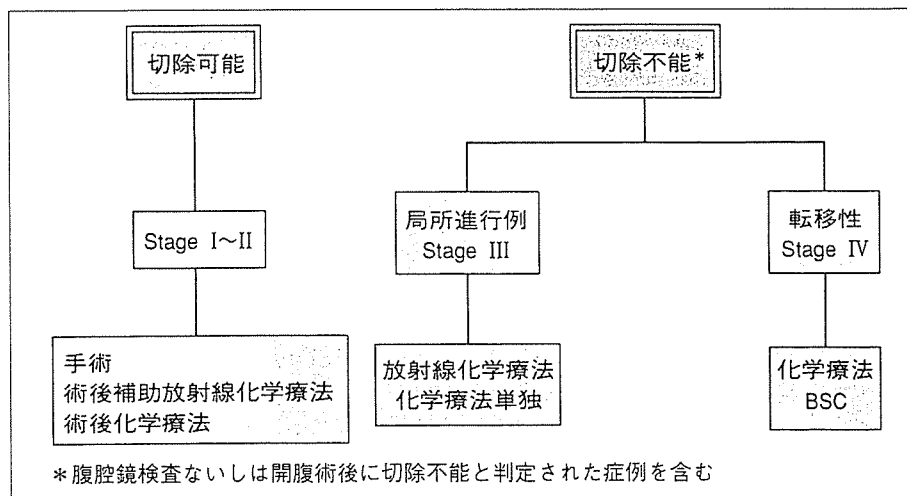 切除可能
切除不能*
Stage I〜II
局所進行例
Stage III
転移性
Stage IV
手術
術後補助放射線化学療法
術後化学療法
放射線化学療法
化学療法単独
化学療法
BSC
*腹腔鏡検査ないしは開腹術後に切除不能と判定された症例を含む